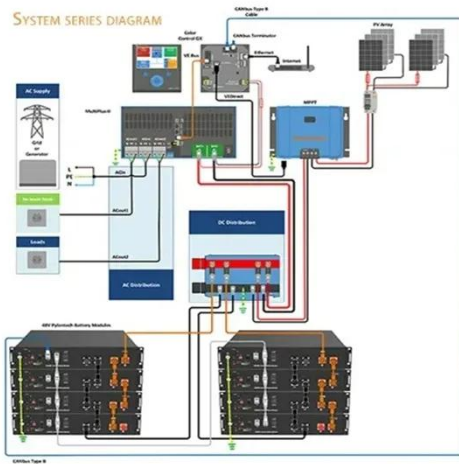 SYSTEM SERIES DIAGRAM
CANbus Type B
Cable
PV Array
Color
Control GX
CANbus Terminator
VE Bus
Ethernet
Internet
AC Supply
VEDirect
MultiPlus-II
MPPT
Grid
or
Generator
L
PE
N
ACin
ACout1
DC Distribution
Loads
ACout2
AC Distribution
48V Pylontech Battery Modules
CANbus Type B